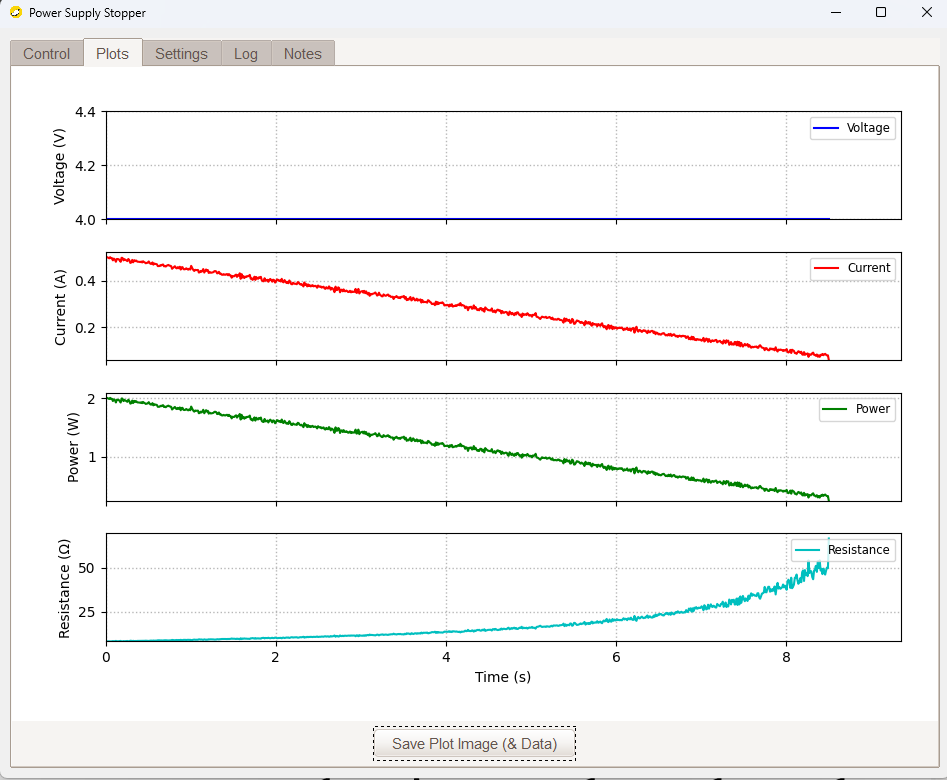 Power Supply Stopper
Control Plots Settings Log Notes
4.4
4.2
4.0
Voltage (V)
Voltage
0.4
0.2
Current (A)
Current
2
1
Power (W)
Power
50
25
Resistance (Ω)
Resistance
0 2 4 6 8
Time (s)
Save Plot Image (& Data)